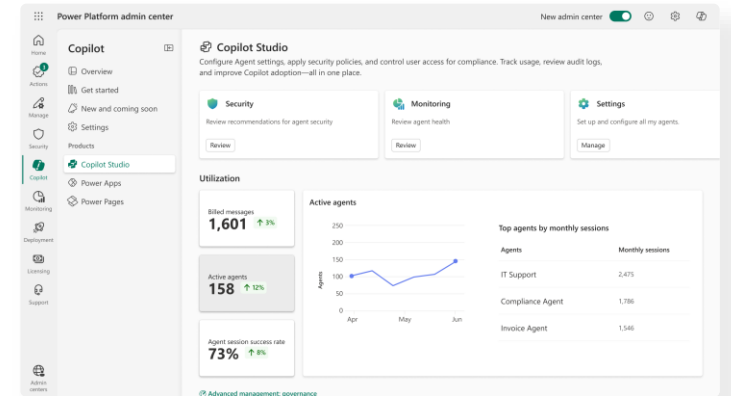 Power Platform admin center
New admin center
Home
Actions
Manage
Security
Copilot
Monitoring
Deployment
Licensing
Support
Admin
centers
Copilot
Overview
Get started
New and coming soon
Settings
Products
Copilot Studio
Power Apps
Power Pages
Copilot Studio
Configure Agent settings, apply security policies, and control user access for compliance. Track usage, review audit logs,
and improve Copilot adoption—all in one place.
Security
Review recommendations for agent security
Review
Monitoring
Review agent health
Review
Settings
Set up and configure all my agents.
Manage
Utilization
Billed messages
1,601 ↑ 3%
Active agents
158 ↑ 12%
Agent session success rate
73% ↑ 8%
Active agents
250
200
150
100
50
0
Agents
Apr May Jun
Top agents by monthly sessions
Agents Monthly sessions
IT Support 2,475
Compliance Agent 1,786
Invoice Agent 1,546
Advanced management: governance